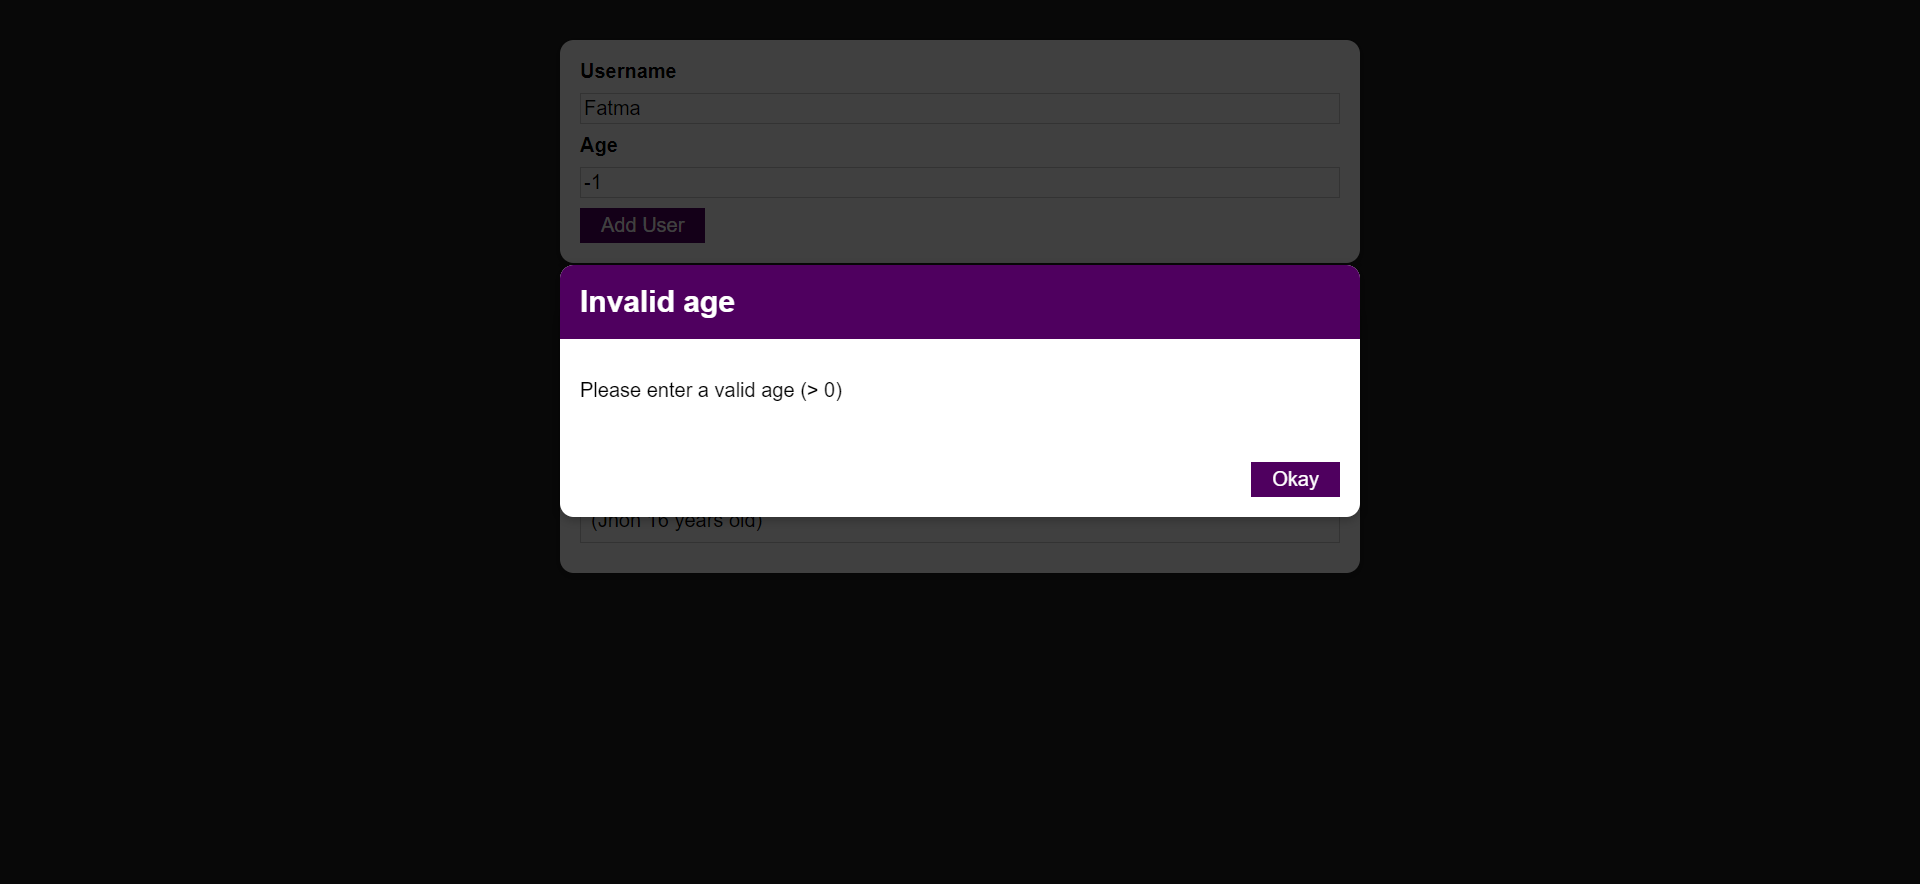 Username
Fatma
Age
-1
Add User
Invalid age
Please enter a valid age (> 0)
Okay
(Jhon 16 years old)